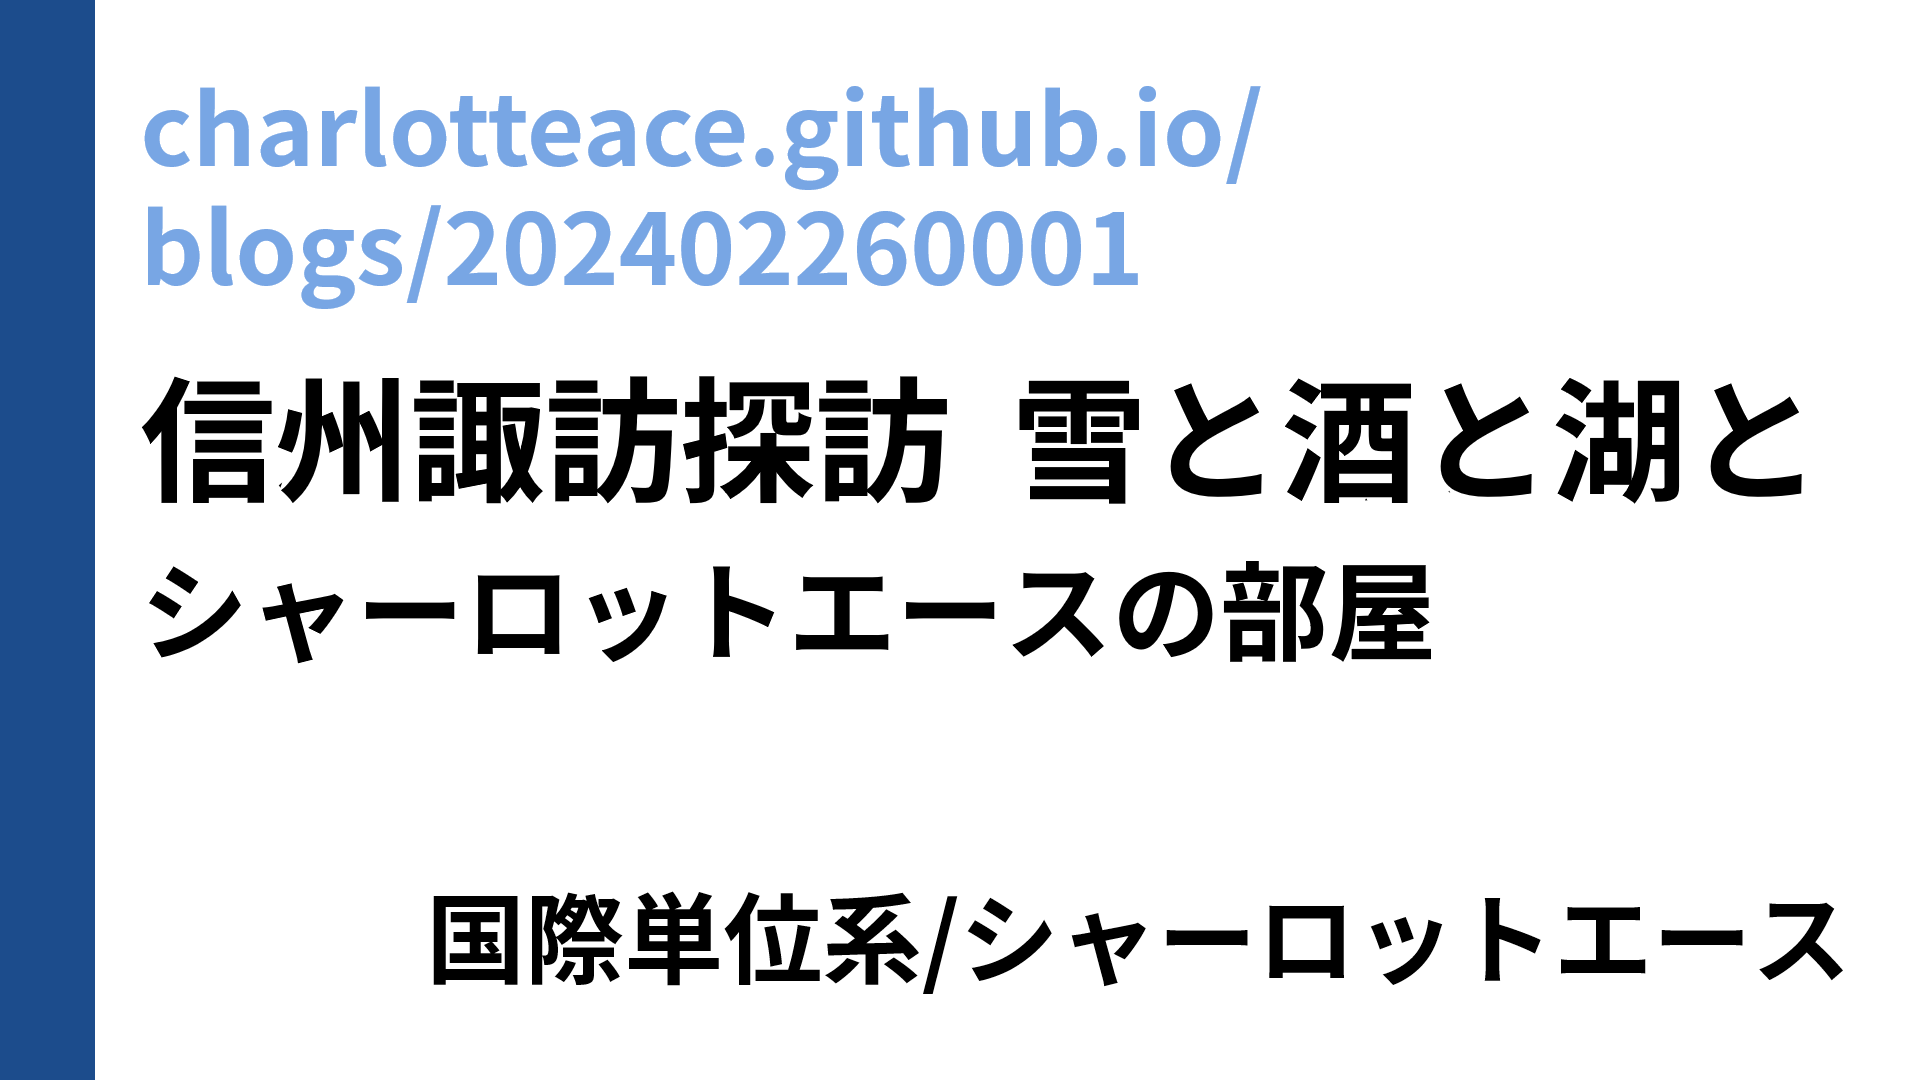 charlotteace.github.io/
blogs/202402260001
信州諏訪探訪 雪と酒と湖と
シャーロットエースの部屋
国際単位系/シャーロットエース